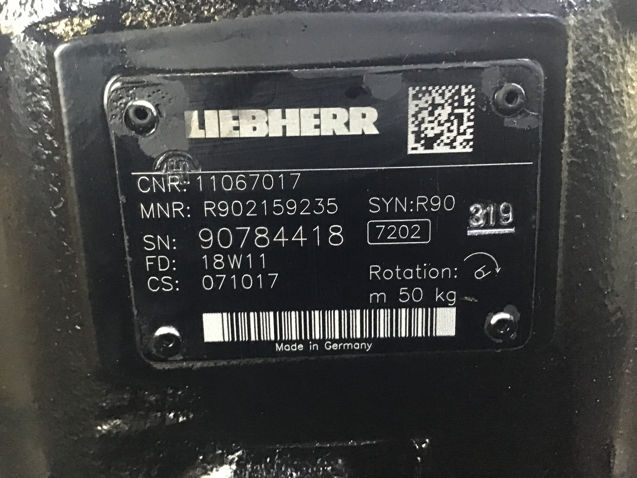 LIEBHERR
CNR: 11067017
MNR: R902159235 SYN:R90
319
SN: 90784418 7202
FD: 18W11
Rotation:
CS: 071017
m 50 kg
Made in Germany